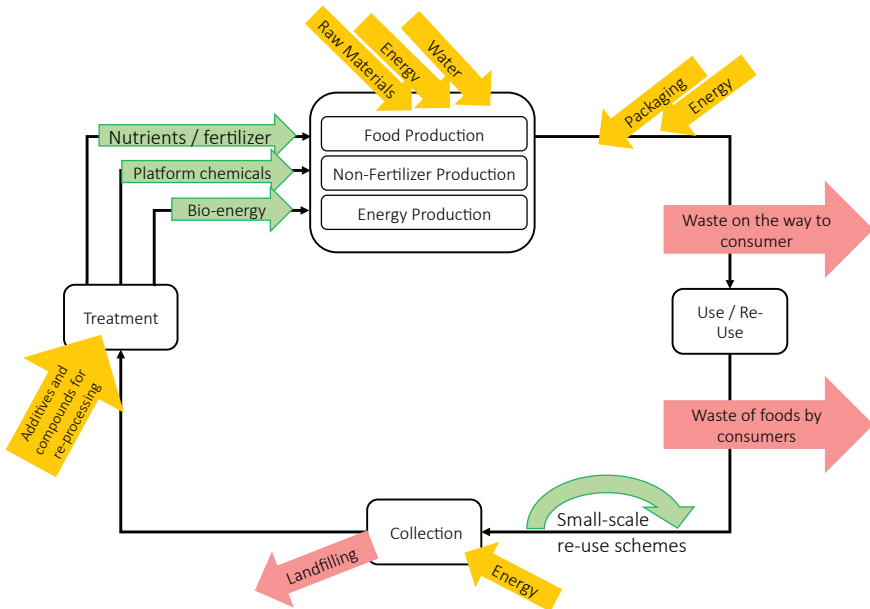 Raw Materials
Energy
Water
Packaging
Energy
Nutrients / fertilizer
Food Production
Platform chemicals
Non-Fertilizer Production
Bio-energy
Energy Production
Waste on the way to
consumer
Treatment
Use / Re-
Use
Additives and
compounds for
re-processing
Waste of foods by
consumers
Collection
Small-scale
re-use schemes
Landfilling
Energy